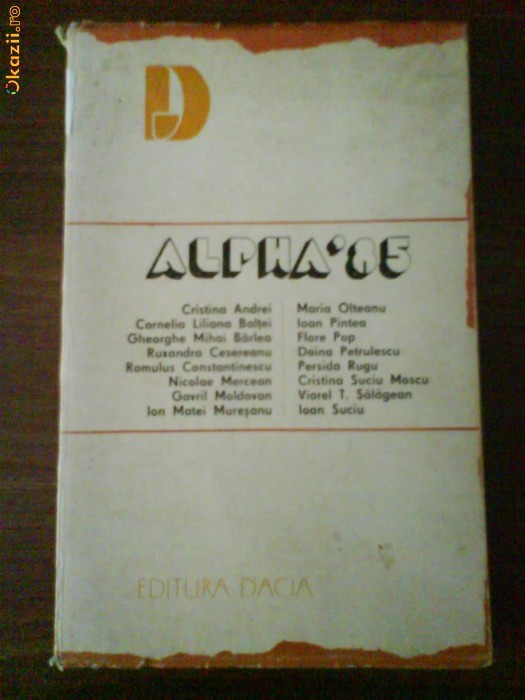 Okazii.ro
ALPHA'85
Cristina Andrei
Cornelia Liliana Balței
Gheorghe Mihai Bârlea
Ruxandra Cesereanu
Romulus Constantinescu
Nicolae Mercean
Gavril Moldovan
Ion Matei Mureșanu
Maria Olteanu
Ioan Pintea
Flore Pop
Doina Petrulescu
Persida Rugu
Cristina Suciu Moscu
Viorel T. Sălăgean
Ioan Suciu
EDITURA DACIA